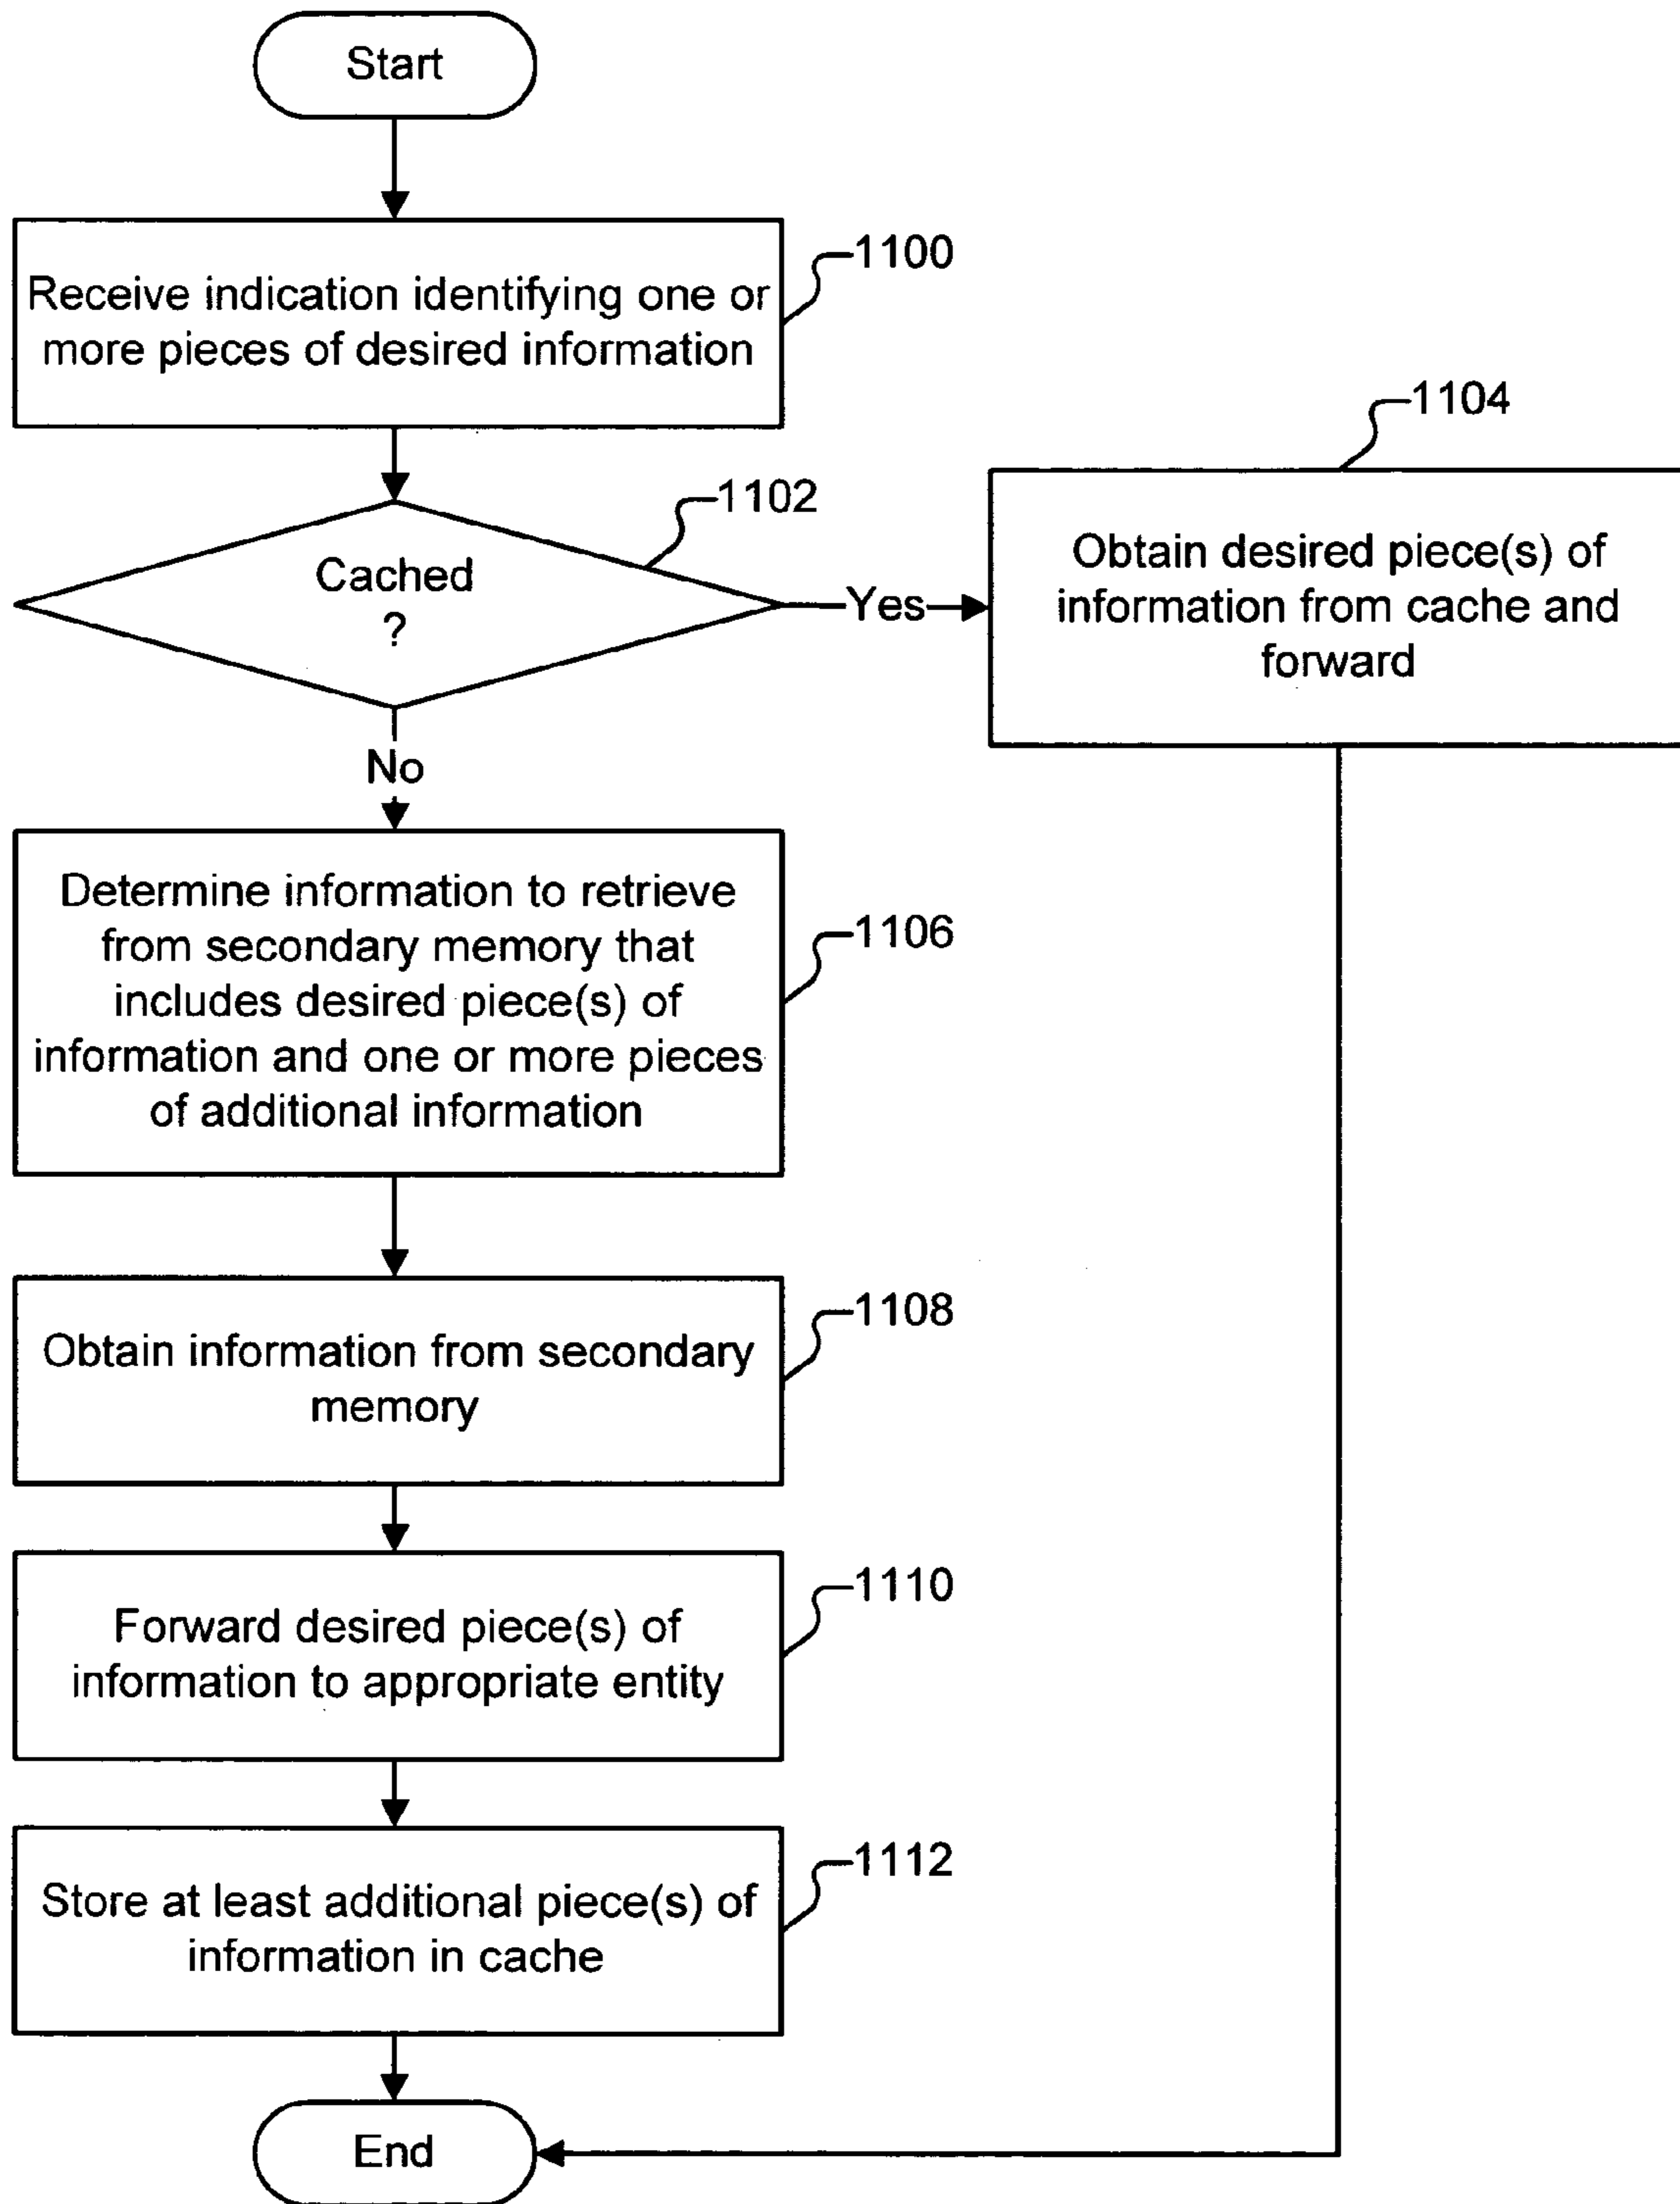 Start
1100
Receive indication identifying one or
more pieces of desired information
1102
Cached
?
Yes
1104
Obtain desired piece(s) of
information from cache and
forward
No
Determine information to retrieve
from secondary memory that
includes desired piece(s) of
information and one or more pieces
of additional information
1106
1108
Obtain information from secondary
memory
1110
Forward desired piece(s) of
information to appropriate entity
1112
Store at least additional piece(s) of
information in cache
End